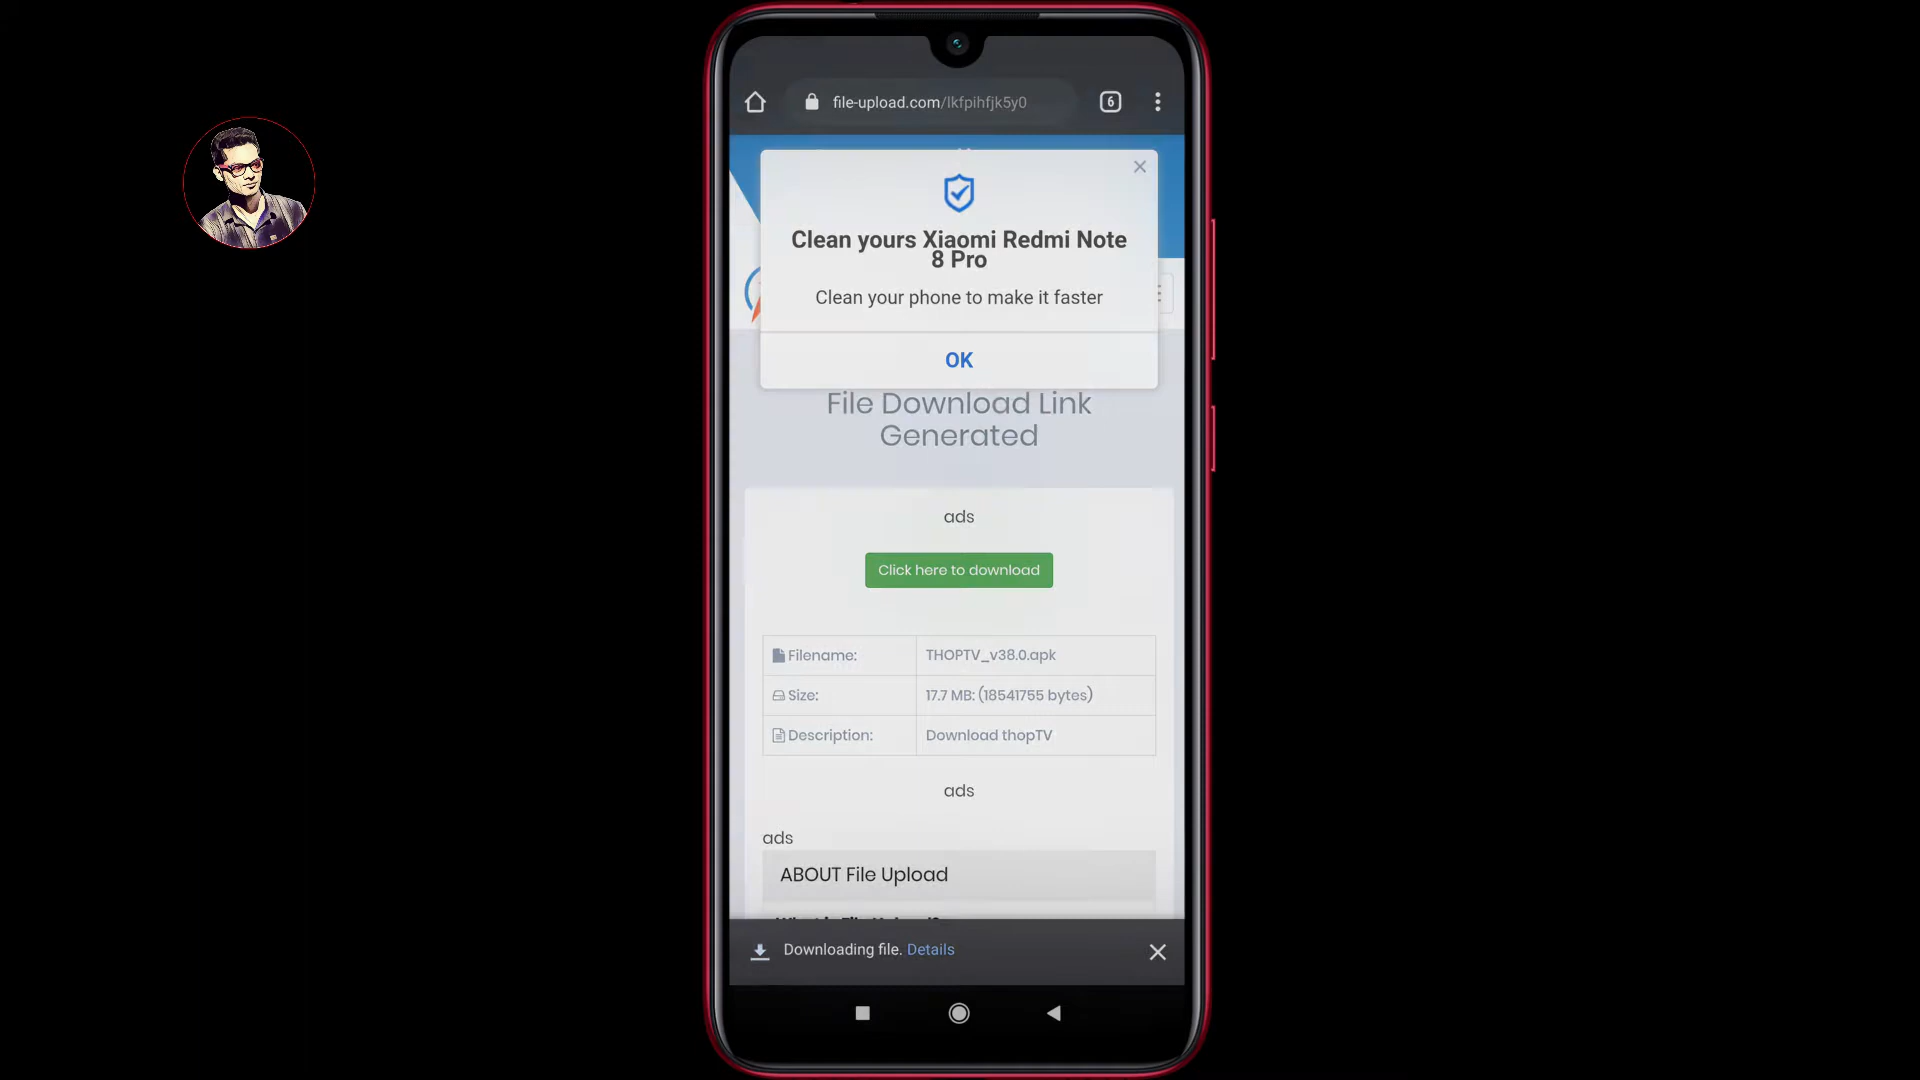 file-upload.com/lkfpihfjk5y0
6
Clean yours Xiaomi Redmi Note
8 Pro
Clean your phone to make it faster
OK
File Download Link
Generated
ads
Click here to download
Filename: THOPTV_v38.0.apk
Size: 17.7 MB: (18541755 bytes)
Description: Download thopTV
ads
ads
ABOUT File Upload
Downloading file. Details